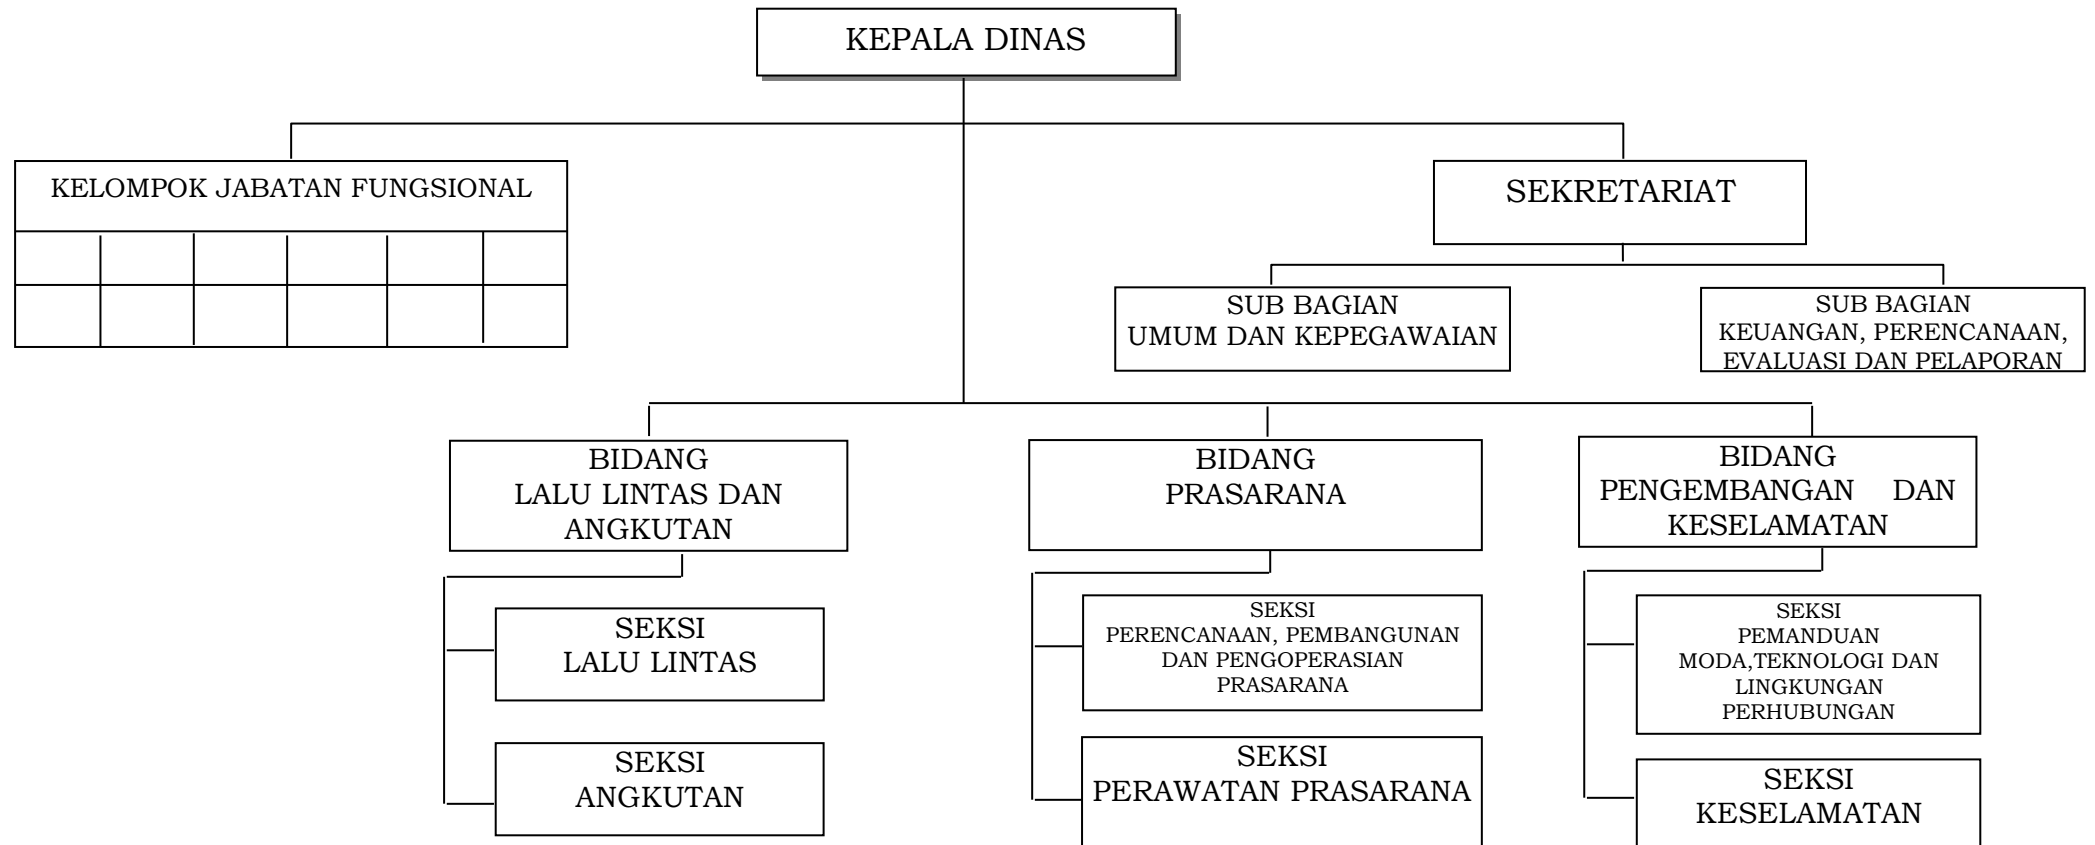 KEPALA DINAS
KELOMPOK JABATAN FUNGSIONAL
SEKRETARIAT
SUB BAGIAN
UMUM DAN KEPEGAWAIAN
SUB BAGIAN
KEUANGAN, PERENCANAAN,
EVALUASI DAN PELAPORAN
BIDANG
LALU LINTAS DAN
ANGKUTAN
BIDANG
PRASARANA
BIDANG
PENGEMBANGAN DAN
KESELAMATAN
SEKSI
LALU LINTAS
SEKSI
ANGKUTAN
SEKSI
PERENCANAAN, PEMBANGUNAN
DAN PENGOPERASIAN
PRASARANA
SEKSI
PERAWATAN PRASARANA
SEKSI
PEMANDUAN
MODA,TEKNOLOGI DAN
LINGKUNGAN
PERHUBUNGAN
SEKSI
KESELAMATAN